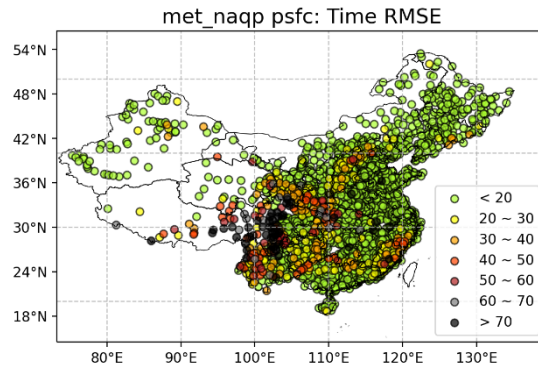 met_naqp psfc: Time RMSE
54°N
48°N
42°N
36°N
30°N
24°N
18°N
< 20
20 ~ 30
30 ~ 40
40 ~ 50
50 ~ 60
60 ~ 70
> 70
80°E 90°E 100°E 110°E 120°E 130°E